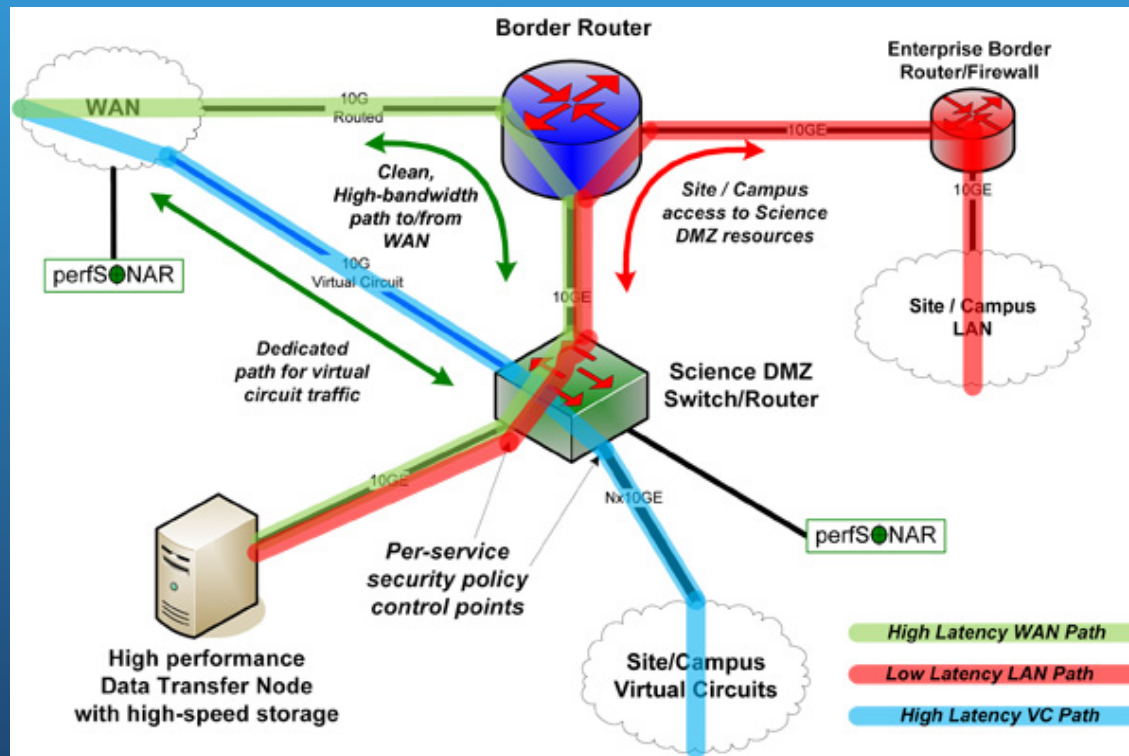 Border Router
Enterprise Border
Router/Firewall
WAN
10G
Routed
10GE
10GE
Clean,
High-bandwidth
path to/from
WAN
Site / Campus
access to Science
DMZ resources
perfSONAR
10G
Virtual Circuit
10GE
Site / Campus
LAN
Dedicated
path for virtual
circuit traffic
Science DMZ
Switch/Router
10GE
Nx10GE
perfSONAR
Per-service
security policy
control points
High performance
Data Transfer Node
with high-speed storage
Site/Campus
Virtual Circuits
High Latency WAN Path
Low Latency LAN Path
High Latency VC Path